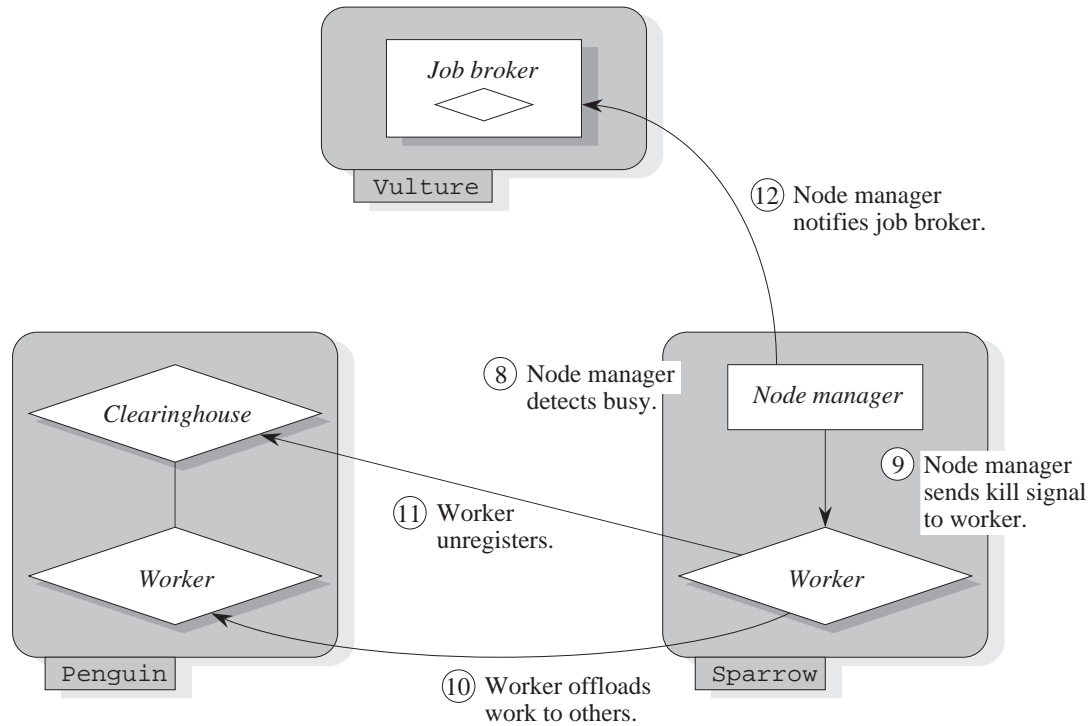 Job broker
Vulture
12 Node manager
notifies job broker.
8 Node manager
detects busy.
Node manager
Clearinghouse
9 Node manager
sends kill signal
to worker.
11 Worker
unregisters.
Worker
Worker
Penguin
Sparrow
10 Worker offloads
work to others.